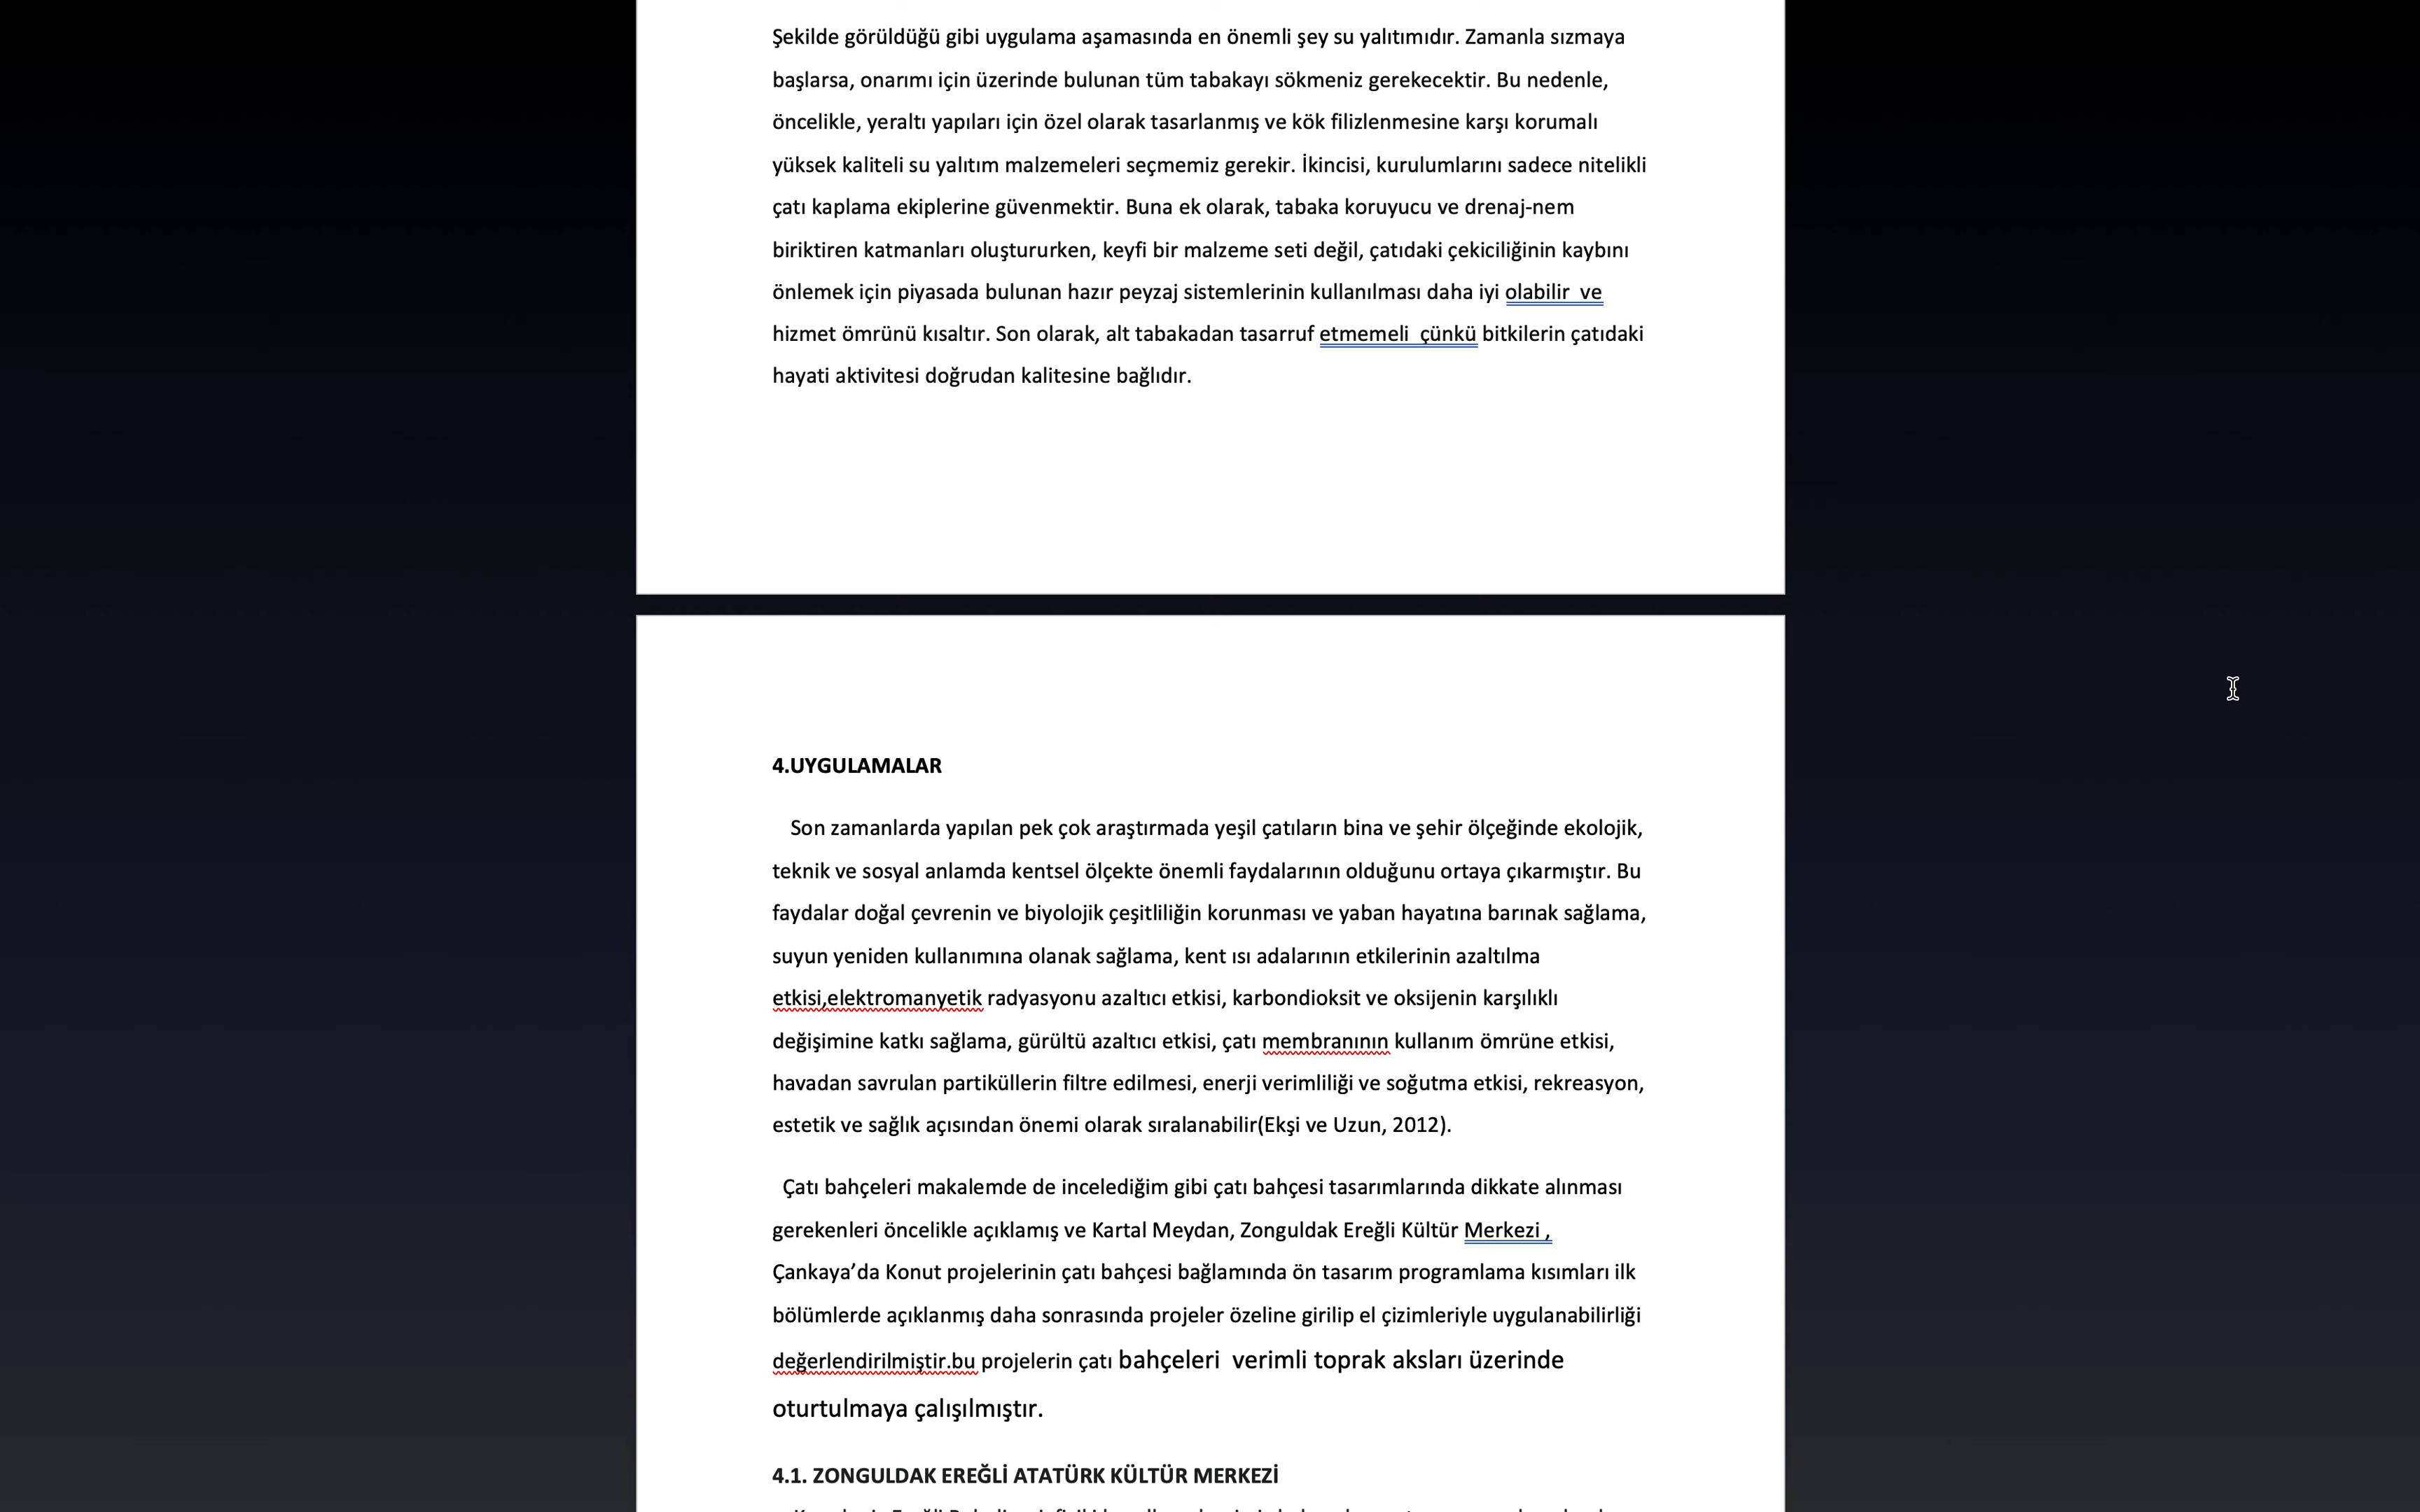 Şekilde görüldüğü gibi uygulama aşamasında en önemli şey su yalıtımıdır. Zamanla sızmaya
başlarsa, onarımı için üzerinde bulunan tüm tabakayı sökmeniz gerekecektir. Bu nedenle,
öncelikle, yeraltı yapıları için özel olarak tasarlanmış ve kök filizlenmesine karşı korumalı
yüksek kaliteli su yalıtım malzemeleri seçmemiz gerekir. İkincisi, kurulumlarını sadece nitelikli
çatı kaplama ekiplerine güvenmektir. Buna ek olarak, tabaka koruyucu ve drenaj-nem
biriktiren katmanları oluştururken, keyfi bir malzeme seti değil, çatıdaki çekiciliğinin kaybını
önlemek için piyasada bulunan hazır peyzaj sistemlerinin kullanılması daha iyi olabilir  ve
hizmet ömrünü kısaltır. Son olarak, alt tabakadan tasarruf etmemeli  çünkü bitkilerin çatıdaki
hayati aktivitesi doğrudan kalitesine bağlıdır.
4.UYGULAMALAR
Son zamanlarda yapılan pek çok araştırmada yeşil çatıların bina ve şehir ölçeğinde ekolojik,
teknik ve sosyal anlamda kentsel ölçekte önemli faydalarının olduğunu ortaya çıkarmıştır. Bu
faydalar doğal çevrenin ve biyolojik çeşitliliğin korunması ve yaban hayatına barınak sağlama,
suyun yeniden kullanımına olanak sağlama, kent ısı adalarının etkilerinin azaltılma
etkisi,elektromanyetik radyasyonu azaltıcı etkisi, karbondioksit ve oksijenin karşılıklı
değişimine katkı sağlama, gürültü azaltıcı etkisi, çatı membranının kullanım ömrüne etkisi,
havadan savrulan partiküllerin filtre edilmesi, enerji verimliliği ve soğutma etkisi, rekreasyon,
estetik ve sağlık açısından önemi olarak sıralanabilir(Ekşi ve Uzun, 2012).
Çatı bahçeleri makalemde de incelediğim gibi çatı bahçesi tasarımlarında dikkate alınması
gerekenleri öncelikle açıklamış ve Kartal Meydan, Zonguldak Ereğli Kültür Merkezi ,
Çankaya’da Konut projelerinin çatı bahçesi bağlamında ön tasarım programlama kısımları ilk
bölümlerde açıklanmış daha sonrasında projeler özeline girilip el çizimleriyle uygulanabilirliği
değerlendirilmiştir.bu projelerin çatı bahçeleri  verimli toprak aksları üzerinde
oturtulmaya çalışılmıştır.
4.1. ZONGULDAK EREĞLİ ATATÜRK KÜLTÜR MERKEZİ